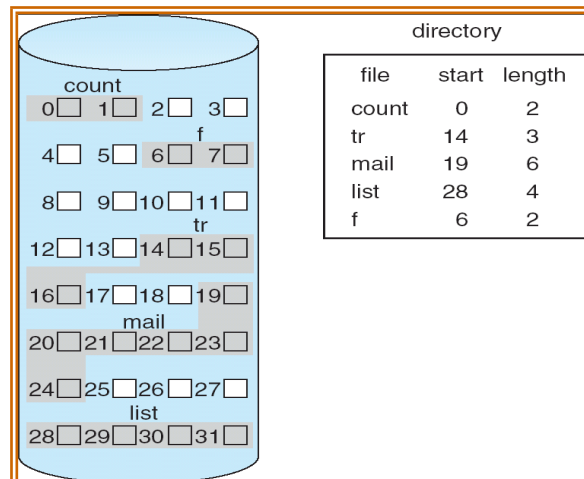 directory
file start length
count 0 2
tr 14 3
mail 19 6
list 28 4
f 6 2
count
0 1 2 3
f
4 5 6 7
8 9 10 11
tr
12 13 14 15
16 17 18 19
mail
20 21 22 23
24 25 26 27
list
28 29 30 31